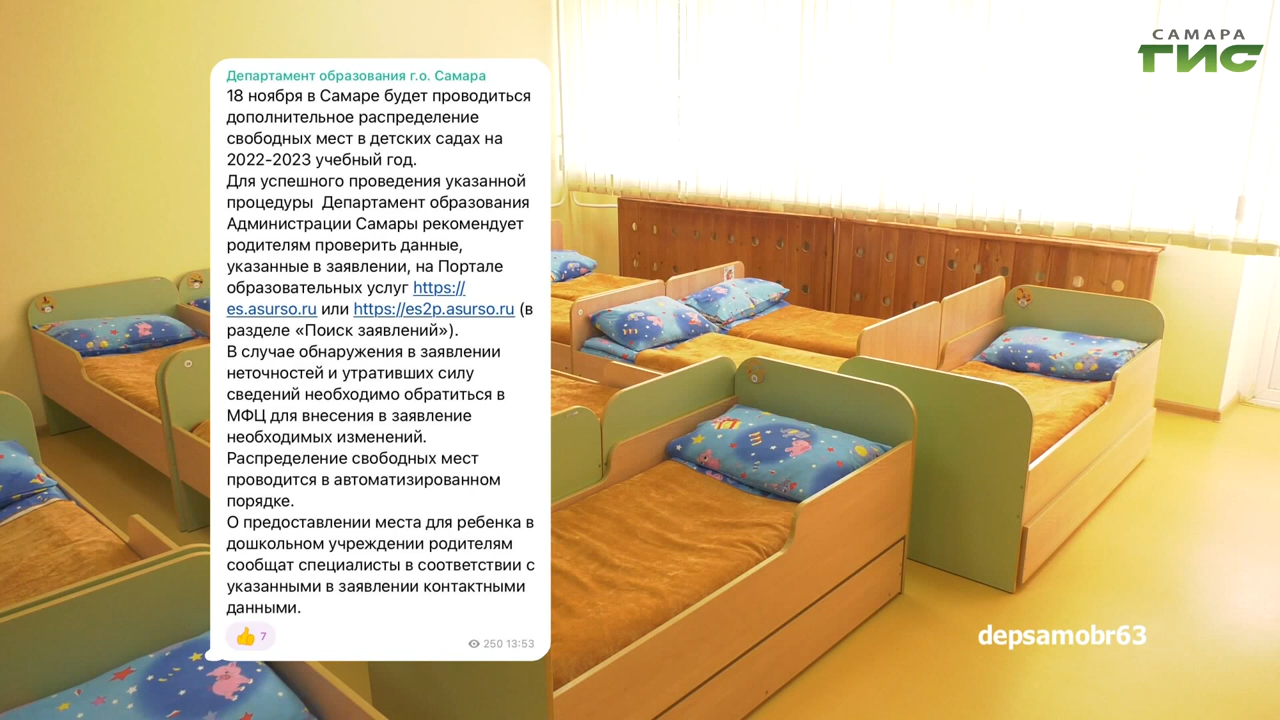 САМАРА
ГИС
Департамент образования г.о. Самара
18 ноября в Самаре будет проводиться
дополнительное распределение
свободных мест в детских садах на
2022-2023 учебный год.
Для успешного проведения указанной
процедуры  Департамент образования
Администрации Самары рекомендует
родителям проверить данные,
указанные в заявлении, на Портале
образовательных услуг https://
es.asurso.ru или https://es2p.asurso.ru (в
разделе «Поиск заявлений»).
В случае обнаружения в заявлении
неточностей и утративших силу
сведений необходимо обратиться в
МФЦ для внесения в заявление
необходимых изменений.
Распределение свободных мест
проводится в автоматизированном
порядке.
О предоставлении места для ребенка в
дошкольном учреждении родителям
сообщат специалисты в соответствии с
указанными в заявлении контактными
данными.
👍 7
250 13:53
depsamobr63